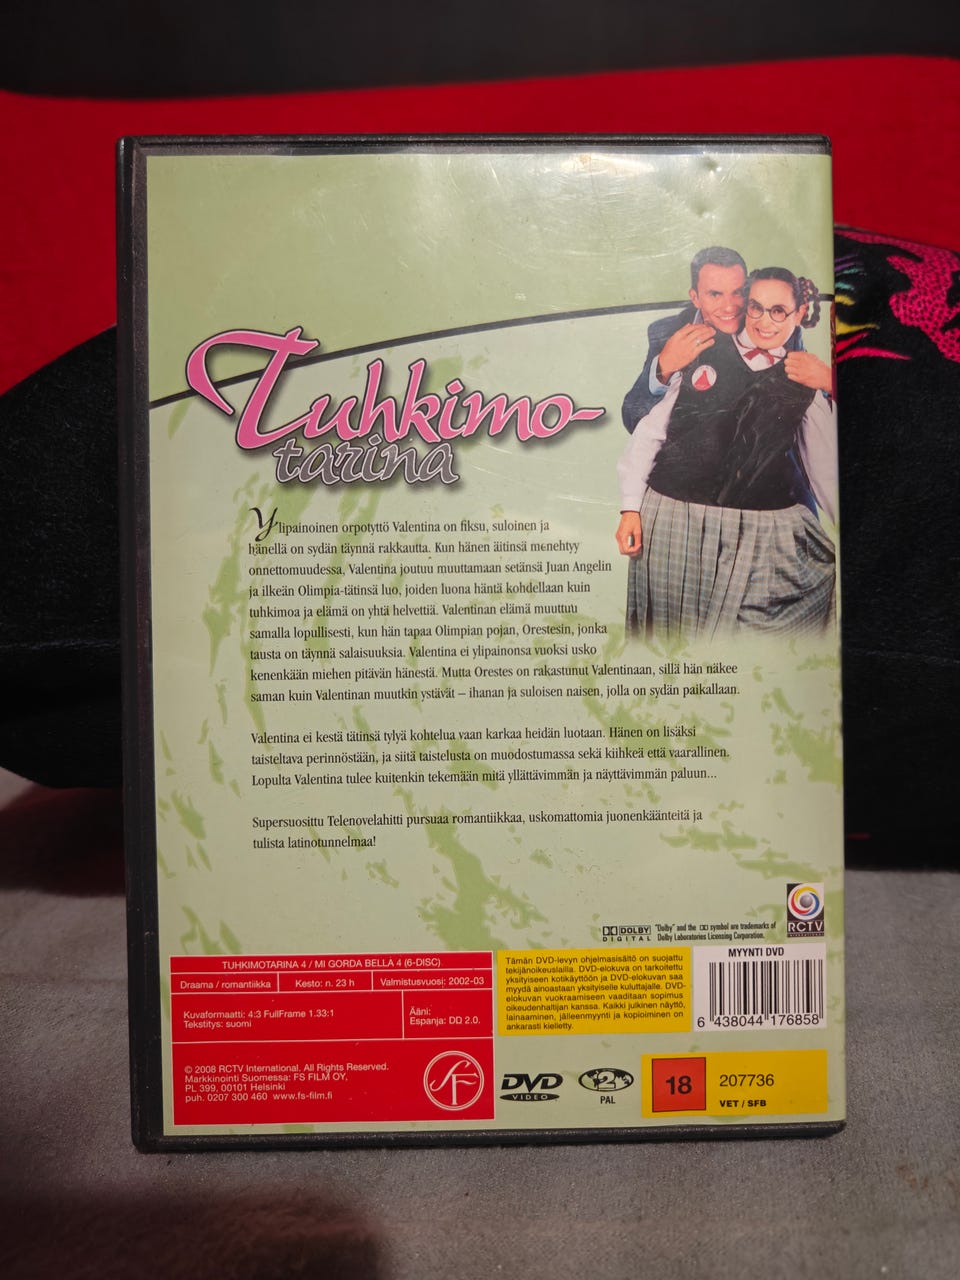 Tuhkimo-
tarina
Ylipainoinen orpotyttö Valentina on fiksu, suloinen ja
hänellä on sydän täynnä rakkautta. Kun hänen äitinsä menehtyy
onnettomuudessa, Valentina joutuu muuttamaan setänsä Juan Angelin
ja ilkeän Olimpia-tätinsä luo, joiden luona häntä kohdellaan kuin
tuhkimoa ja elämä on yhtä helvettiä. Valentinan elämä muuttuu
samalla lopullisesti, kun hän tapaa Olimpian pojan, Orestesin, jonka
tausta on täynnä salaisuuksia. Valentina ei ylipainonsa vuoksi usko
kenenkään miehen pitävän hänestä. Mutta Orestes on rakastunut Valentinaan, sillä hän näkee
saman kuin Valentinan muutkin ystävät – ihanan ja suloisen naisen, jolla on sydän paikallaan.
Valentina ei kestä tätinsä tylyä kohtelua vaan karkaa heidän luotaan. Hänen on lisäksi
taisteltava perinnöstään, ja siitä taistelusta on muodostumassa sekä kiihkeä että vaarallinen.
Lopulta Valentina tulee kuitenkin tekemään mitä yllättävimmän ja näyttävimmän paluun...
Supersuosittu Telenovelahitti pursuaa romantiikkaa, uskomattomia juonenkäänteitä ja
tulista latinotunnelmaa!
DOLBY DIGITAL
"Dolby" and the DD symbol are trademarks of
Dolby Laboratories Licensing Corporation.
RCTV
INTERNATIONAL
TUHKIMOTARINA 4 / MI GORDA BELLA 4 (6-DISC)
Draama / romantiikka Kesto: n. 23 h Valmistusvuosi: 2002-03
Kuvaformaatti: 4:3 FullFrame 1.33:1
Tekstitys: suomi
Ääni:
Espanja: DD 2.0.
© 2008 RCTV International. All Rights Reserved.
Markkinointi Suomessa: FS FILM OY,
PL 399, 00101 Helsinki
puh. 0207 300 460 www.fs-film.fi
SF
Tämän DVD-levyn ohjelmasisältö on suojattu
tekijänoikeuslailla. DVD-elokuva on tarkoitettu
yksityiseen kotikäyttöön ja DVD-elokuvan saa
myydä ainoastaan yksityiselle kuluttajalle. DVD-
elokuvan vuokraamiseen vaaditaan sopimus
oikeudenhaltijan kanssa. Kaikki julkinen näyttö,
lainaaminen, jälleenmyynti ja kopioiminen on
ankarasti kielletty.
MYYNTI DVD
6 438044 176858
DVD
VIDEO
2
PAL
18
207736
VET / SFB